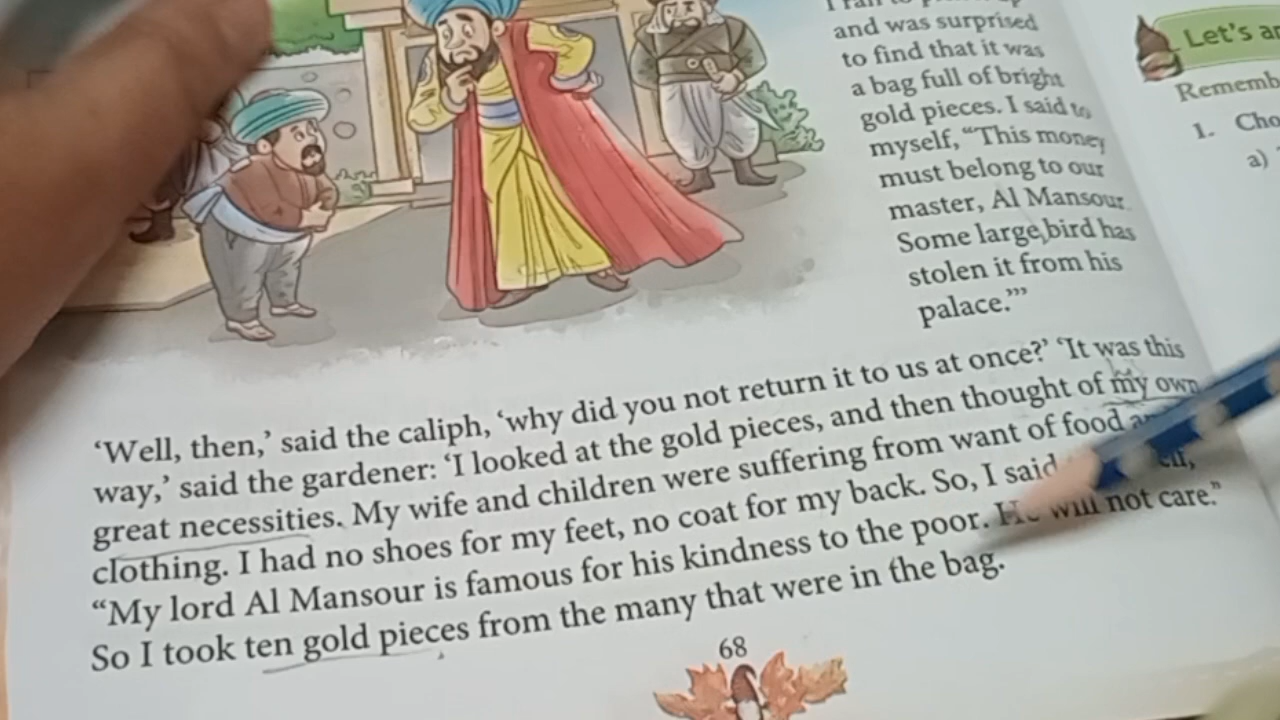 and was surprised
to find that it was
a bag full of bright
gold pieces. I said to
myself, “This money
must belong to our
master, Al Mansour.
Some large bird has
stolen it from his
palace.”’
‘Well, then,’ said the caliph, ‘why did you not return it to us at once?’ ‘It was this
way,’ said the gardener: ‘I looked at the gold pieces, and then thought of my own
great necessities. My wife and children were suffering from want of food
clothing. I had no shoes for my feet, no coat for my back. So, I said
“My lord Al Mansour is famous for his kindness to the poor. He will not care.”
So I took ten gold pieces from the many that were in the bag.
68
Let’s
1.
a)